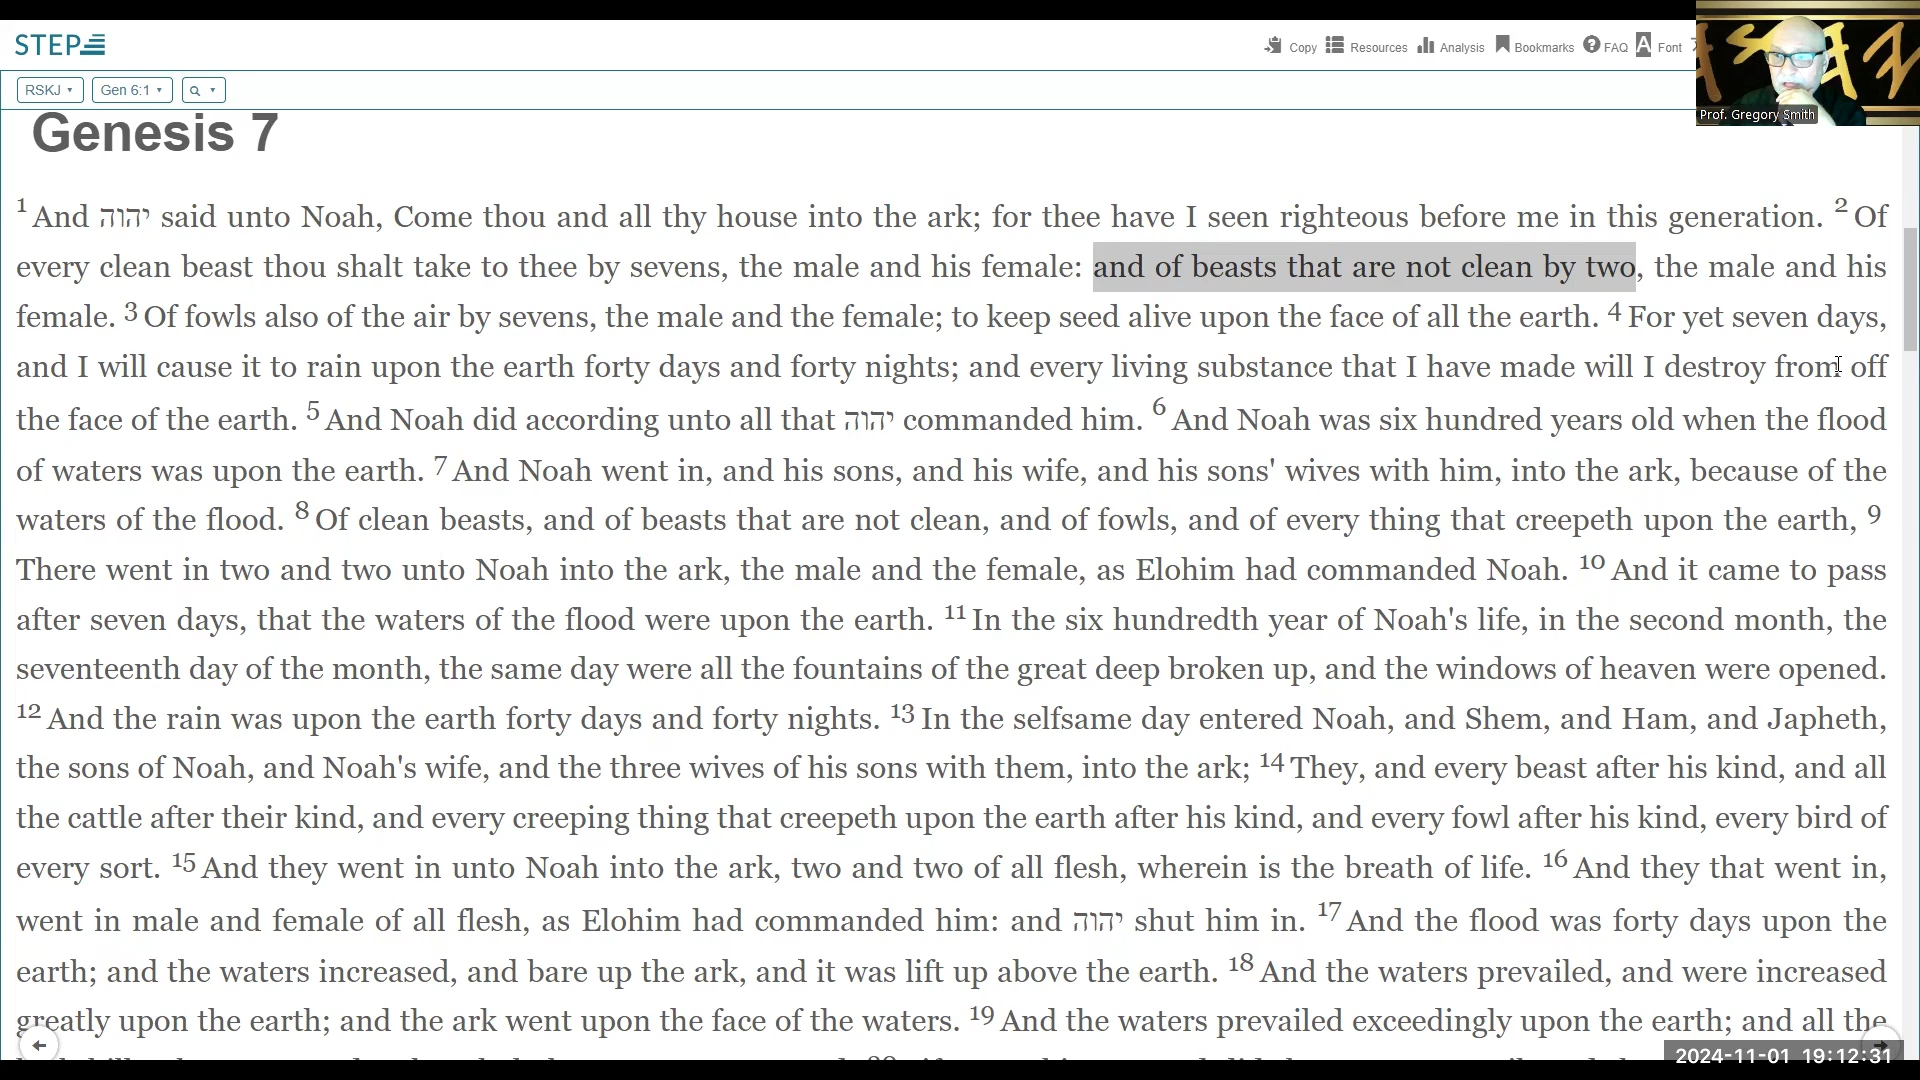 STEP
Copy Resources Analysis Bookmarks FAQ A Font
RSKJ Gen 6:1
Prof. Gregory Smith
Genesis 7
1 And יהוה said unto Noah, Come thou and all thy house into the ark; for thee have I seen righteous before me in this generation. 2 Of
every clean beast thou shalt take to thee by sevens, the male and his female: and of beasts that are not clean by two, the male and his
female. 3 Of fowls also of the air by sevens, the male and the female; to keep seed alive upon the face of all the earth. 4 For yet seven days,
and I will cause it to rain upon the earth forty days and forty nights; and every living substance that I have made will I destroy from off
the face of the earth. 5 And Noah did according unto all that יהוה commanded him. 6 And Noah was six hundred years old when the flood
of waters was upon the earth. 7 And Noah went in, and his sons, and his wife, and his sons' wives with him, into the ark, because of the
waters of the flood. 8 Of clean beasts, and of beasts that are not clean, and of fowls, and of every thing that creepeth upon the earth, 9
There went in two and two unto Noah into the ark, the male and the female, as Elohim had commanded Noah. 10 And it came to pass
after seven days, that the waters of the flood were upon the earth. 11 In the six hundredth year of Noah's life, in the second month, the
seventeenth day of the month, the same day were all the fountains of the great deep broken up, and the windows of heaven were opened.
12 And the rain was upon the earth forty days and forty nights. 13 In the selfsame day entered Noah, and Shem, and Ham, and Japheth,
the sons of Noah, and Noah's wife, and the three wives of his sons with them, into the ark; 14 They, and every beast after his kind, and all
the cattle after their kind, and every creeping thing that creepeth upon the earth after his kind, and every fowl after his kind, every bird of
every sort. 15 And they went in unto Noah into the ark, two and two of all flesh, wherein is the breath of life. 16 And they that went in,
went in male and female of all flesh, as Elohim had commanded him: and יהוה shut him in. 17 And the flood was forty days upon the
earth; and the waters increased, and bare up the ark, and it was lift up above the earth. 18 And the waters prevailed, and were increased
greatly upon the earth; and the ark went upon the face of the waters. 19 And the waters prevailed exceedingly upon the earth; and all the
2024-11-01 19:12:31